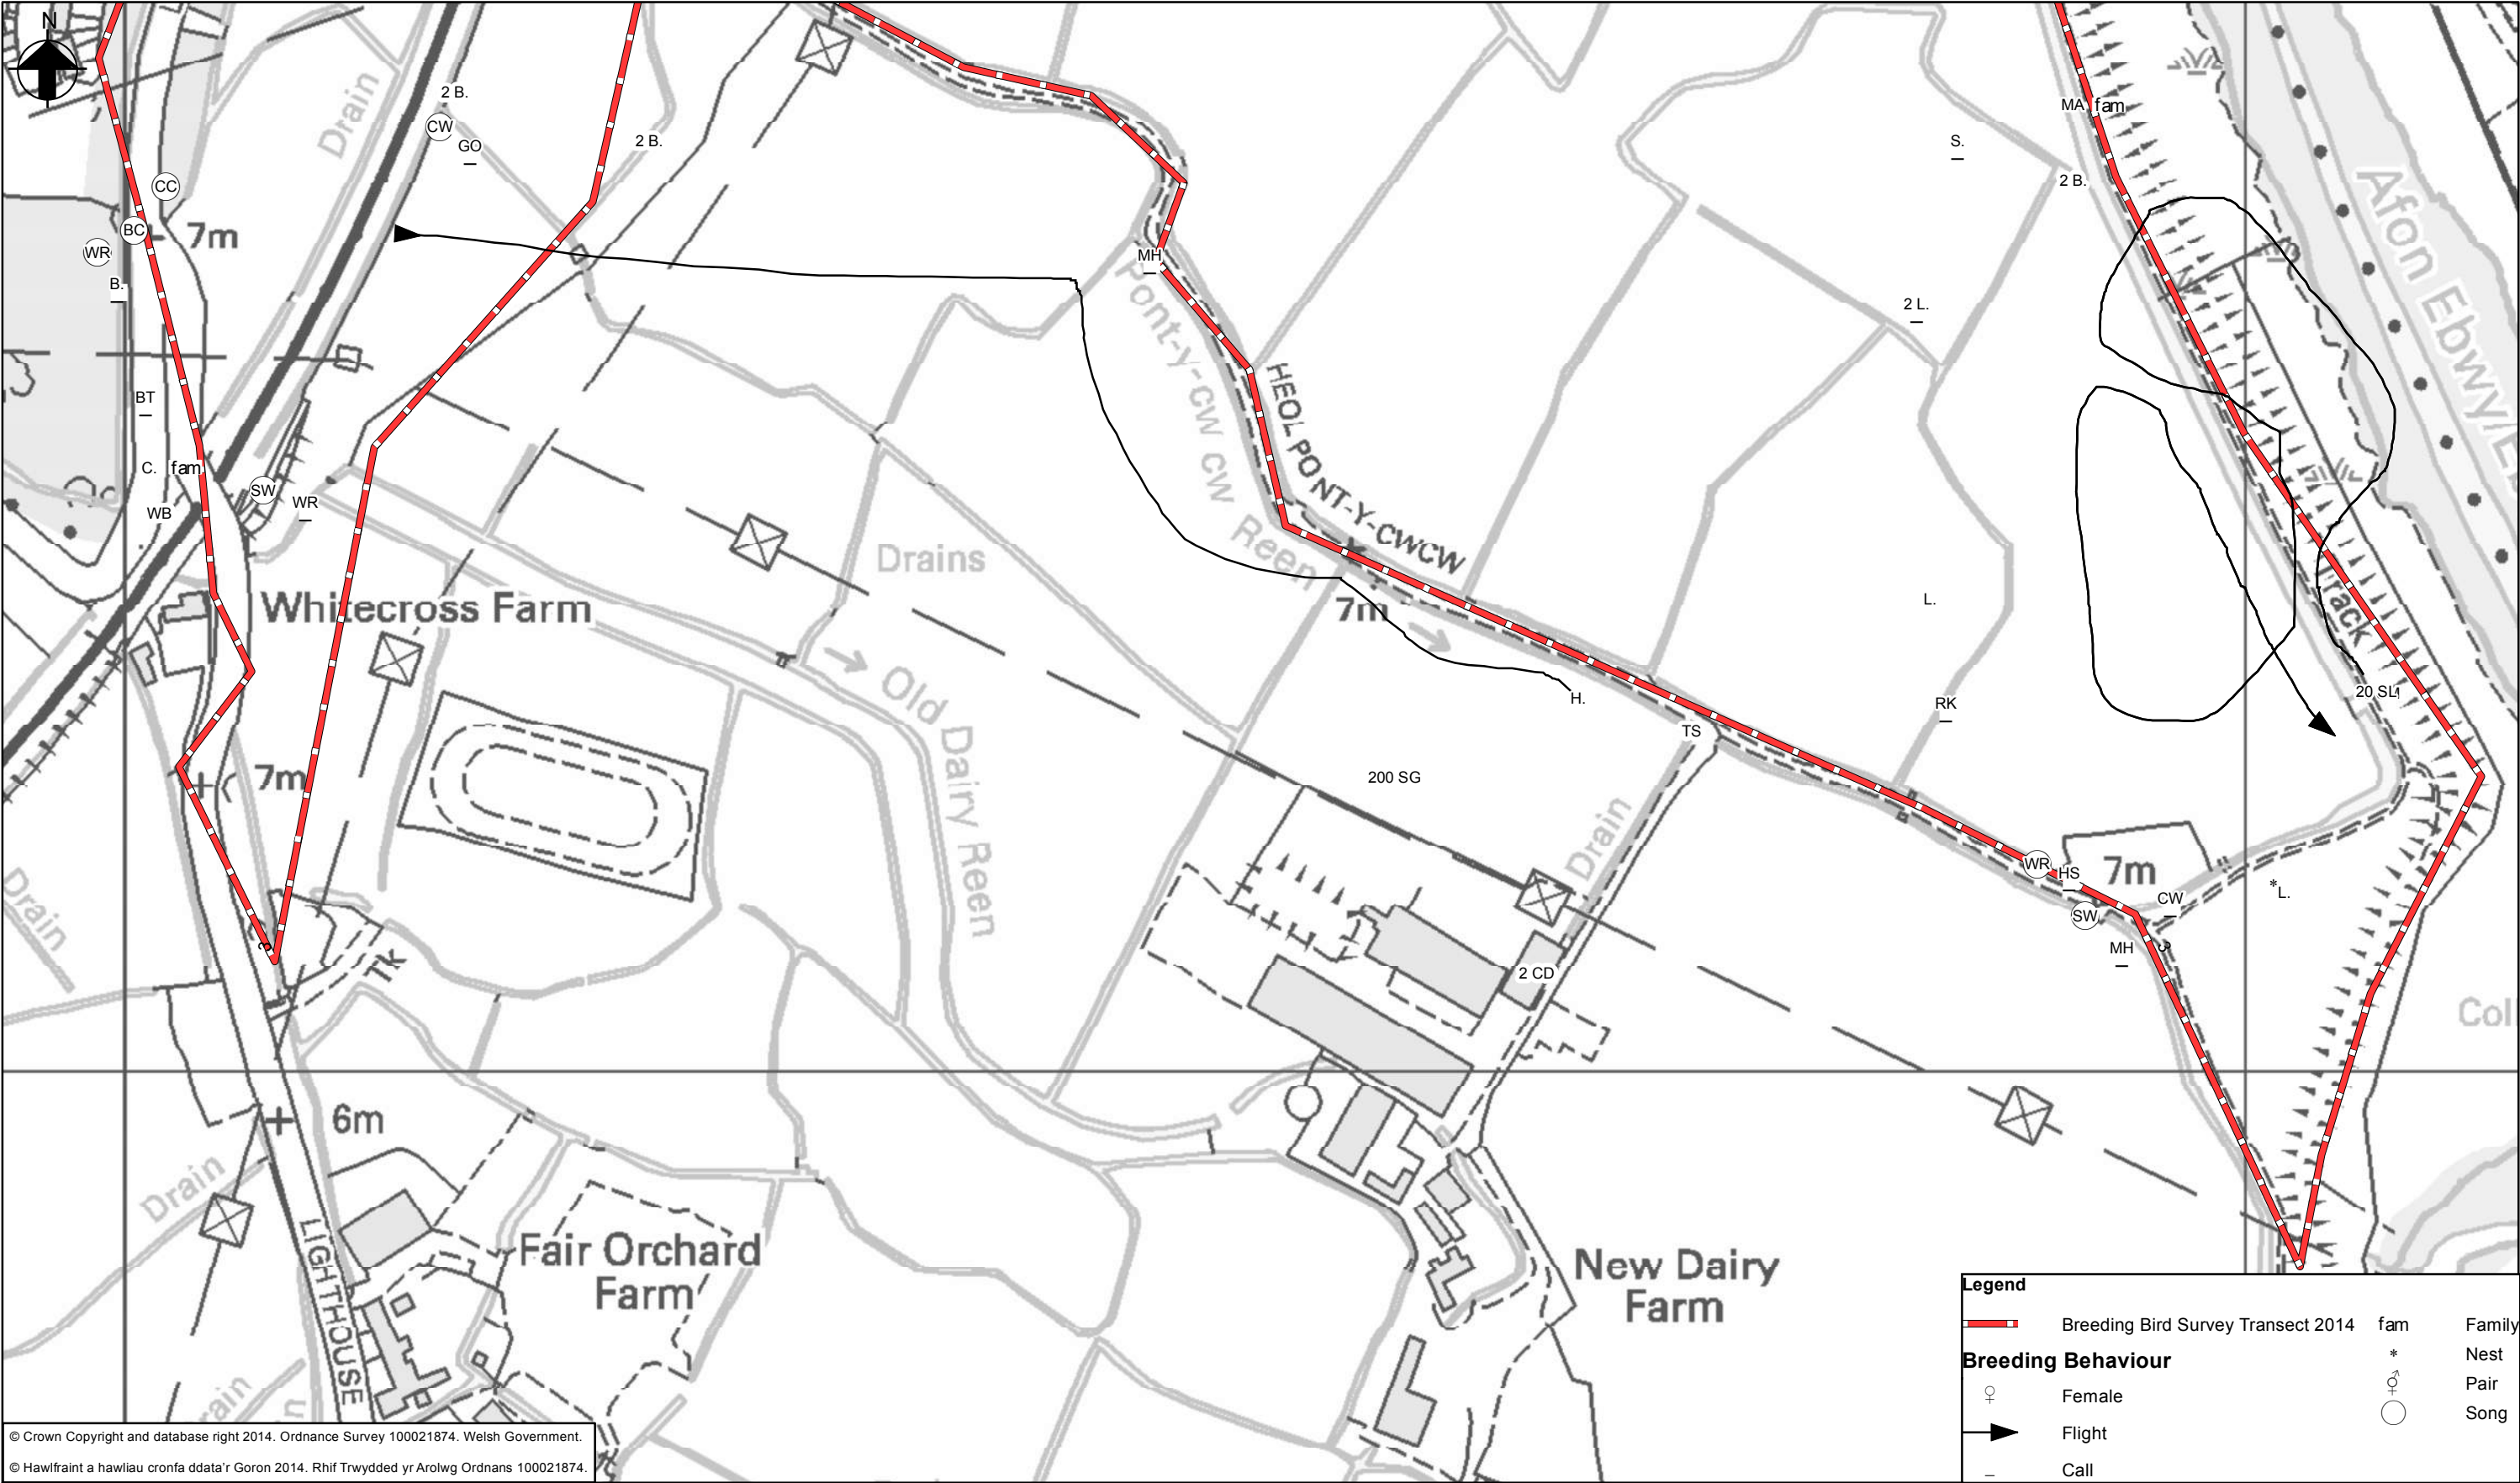 N
Drain
2 B.
CW
GO
2 B.
MA fam
S.
2 B.
Afon Ebwy/E
CC
BC
7m
WR
B.
MH
Pont-y-cw cw Reen
HEOL PONT-Y-CWCW
2 L.
BT
C. fam
SW
WR
WB
Drains
Whitecross Farm
7m
L.
Track
Old Dairy Reen
H.
RK
20 SL
TS
200 SG
7m
Drain
Drain
WR
HS
7m
*L.
CW
SW
MH
3
3
Tk
2 CD
Col
6m
Drain
LIGHTHOUSE
Fair Orchard
Farm
New Dairy
Farm
rain
n
Legend
Breeding Bird Survey Transect 2014
fam Family
Breeding Behaviour
* Nest
♀ Female
⚥ Pair
Song
Flight
_ Call
© Crown Copyright and database right 2014. Ordnance Survey 100021874. Welsh Government.
© Hawlfraint a hawliau cronfa ddata'r Goron 2014. Rhif Trwydded yr Arolwg Ordnans 100021874.